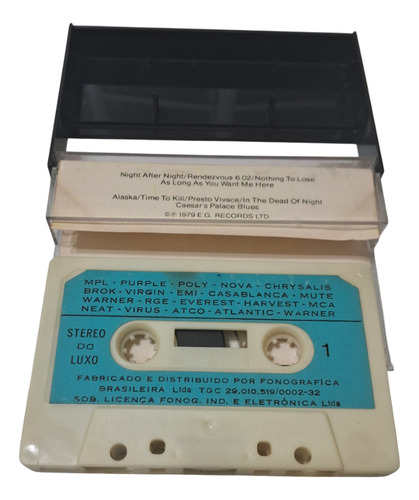 Night After Night/Rendezvous 6.02/Nothing To Lose
As Long As You Want Me Here
Alaska/Time To Kill/Presto Vivace/In The Dead Of Night
Caesar's Palace Blues
©℗ 1979 E.G. RECORDS LTD
MPL - PURPLE - POLY - NOVA - CHRYSALIS
BROK - VIRGIN - EMI - CASABLANCA - MUTE
WARNER - RGE - EVEREST - HARVEST - MCA
NEAT - VIRUS - ATCO - ATLANTIC - WARNER
STEREO
DD
LUXO
1
FABRICADO E DISTRIBUIDO POR FONOGRAFICA
BRASILEIRA Ltda TGC 29.010.519/0002-32
SOB. LICENÇA FONOG. IND. E ELETRÔNICA Ltda